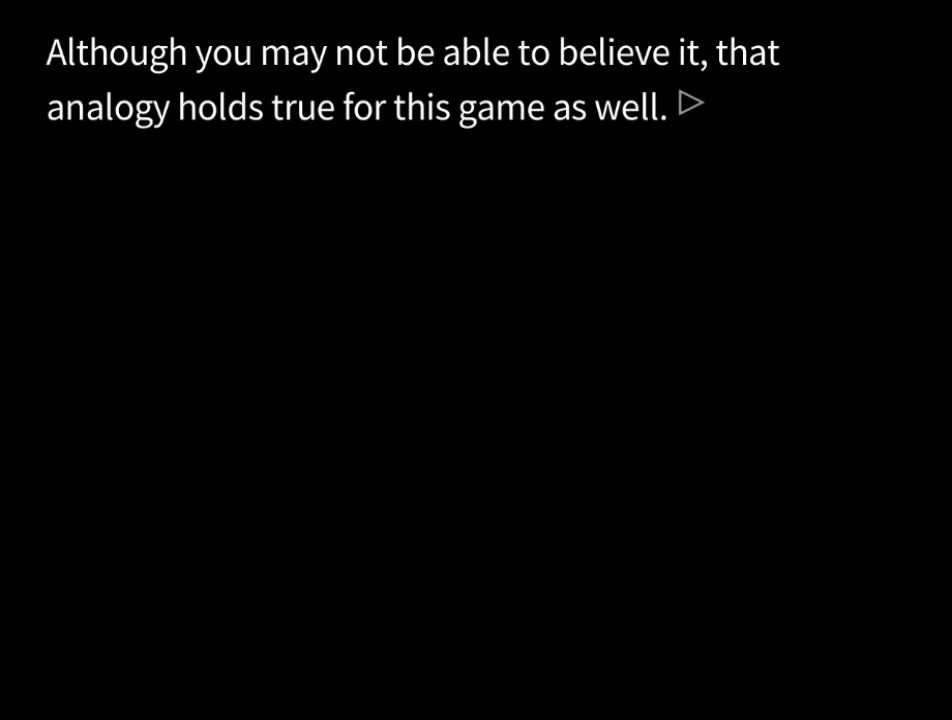 Although you may not be able to believe it, that
analogy holds true for this game as well.